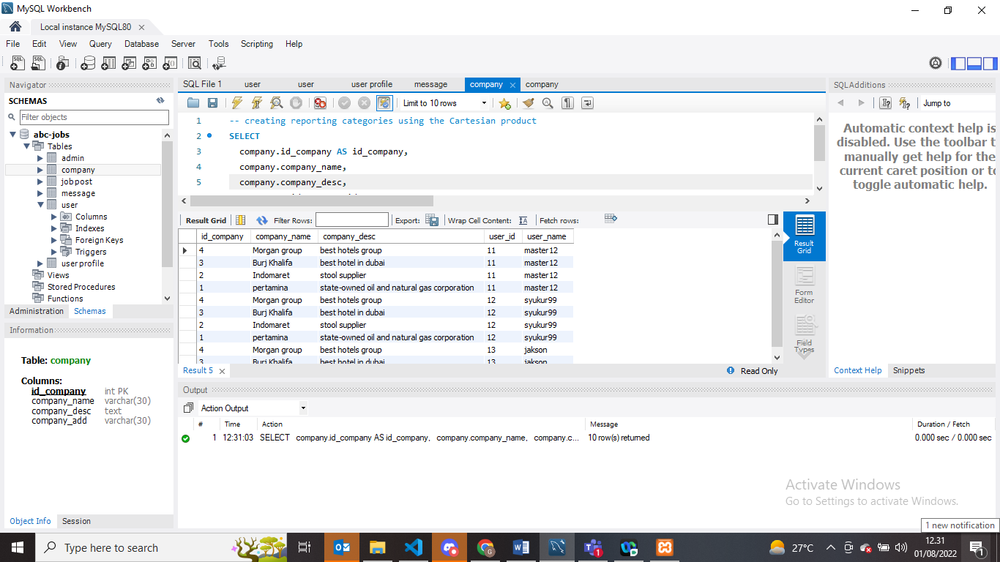 MySQL Workbench
Local instance MySQL80
File Edit View Query Database Server Tools Scripting Help
Navigator
SCHEMAS
Filter objects
abc-jobs
Tables
admin
company
jobpost
message
user
Columns
Indexes
Foreign Keys
Triggers
userprofile
Views
Stored Procedures
Functions
Administration Schemas
Information
Table: company
Columns:
id_company int PK
company_name varchar(30)
company_desc text
company_add varchar(30)
Object Info Session
SQL File 1 user user user profile message company company
Limit to 10 rows
1 -- creating reporting categories using the Cartesian product
2 SELECT
3 company.id_company AS id_company,
4 company.company_name,
5 company.company_desc,
Result Grid Filter Rows: Export: Wrap Cell Content: Fetch rows:
id_company company_name company_desc user_id user_name
4 Morgan group best hotels group 11 master12
3 Burj Khalifa best hotel in dubai 11 master12
2 Indomaret stool supplier 11 master12
1 pertamina state-owned oil and natural gas corporation 11 master12
4 Morgan group best hotels group 12 syukur99
3 Burj Khalifa best hotel in dubai 12 syukur99
2 Indomaret stool supplier 12 syukur99
1 pertamina state-owned oil and natural gas corporation 12 syukur99
4 Morgan group best hotels group 13 jakson
3 Burj Khalifa best hotel in dubai 13 jakson
Result 5
Read Only
Result
Grid
Form
Editor
Field
Types
SQLAdditions
Jump to
Automatic context help is
disabled. Use the toolbar t
manually get help for the
current caret position or to
toggle automatic help.
Context Help Snippets
Output
Action Output
# Time Action Message Duration / Fetch
1 12:31:03 SELECT company.id_company AS id_company, company.company_name, company.c... 10 row(s) returned 0.000 sec / 0.000 sec
Activate Windows
Go to Settings to activate Windows.
1 new notification
Type here to search
1
27°C
12.31
01/08/2022
1